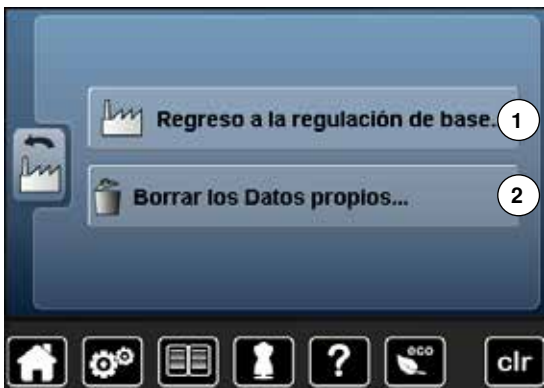 Regreso a la regulación de base.
1
Borrar los Datos propios...
2
? eco clr